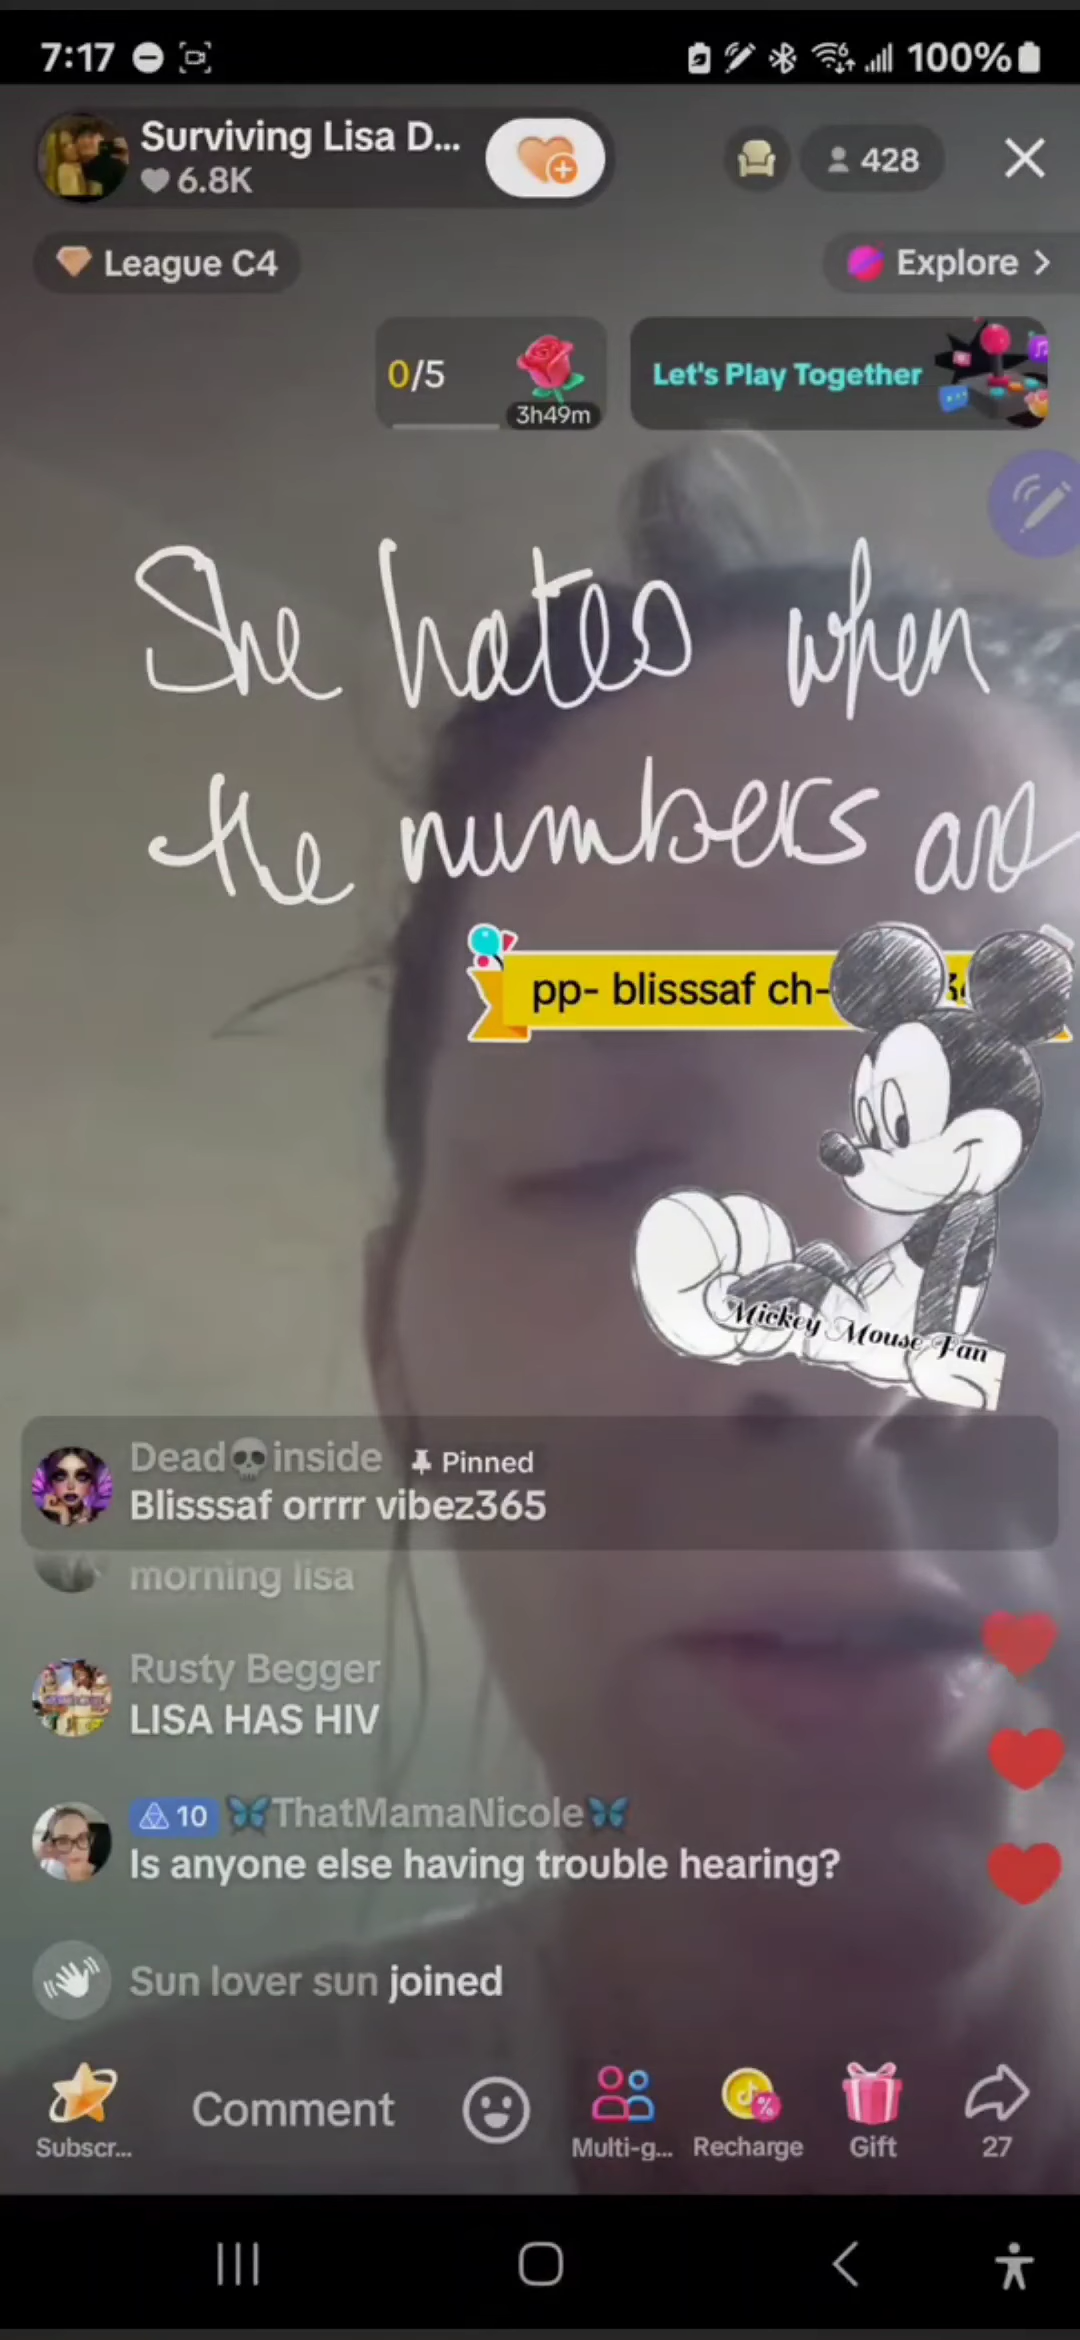 7:17 100%
Surviving Lisa D...
6.8K
428
League C4
Explore >
0/5
3h49m
Let's Play Together
She hates when
the numbers are
pp- blisssaf ch-
Mickey Mouse Fan
Dead💀inside Pinned
Blisssaf orrrr vibez365
morning lisa
Rusty Begger
LISA HAS HIV
10 🦋ThatMamaNicole🦋
Is anyone else having trouble hearing?
Sun lover sun joined
Comment
Subscr... Multi-g... Recharge Gift 27